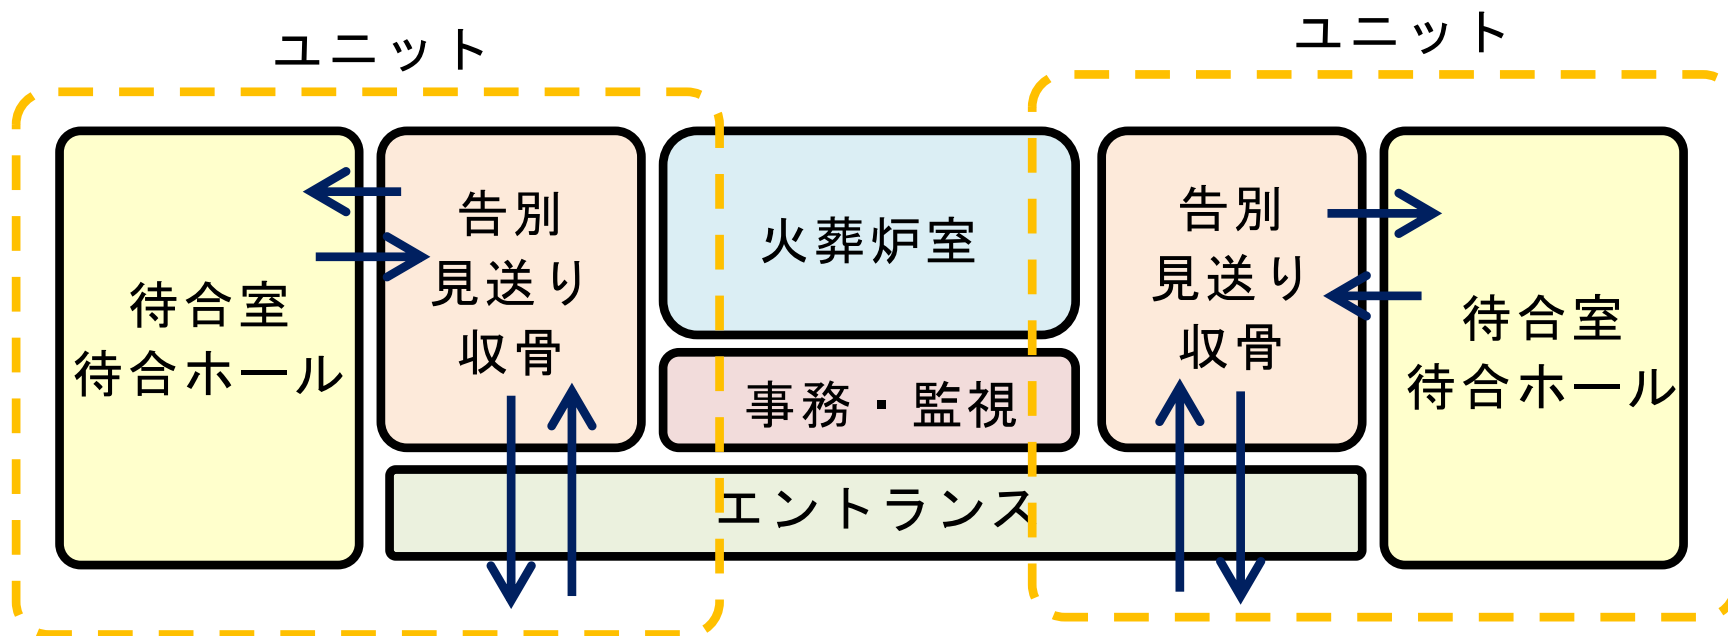 ユニット
ユニット
待合室
待合ホール
告別
見送り
収骨
火葬炉室
事務・監視
エントランス
告別
見送り
収骨
待合室
待合ホール